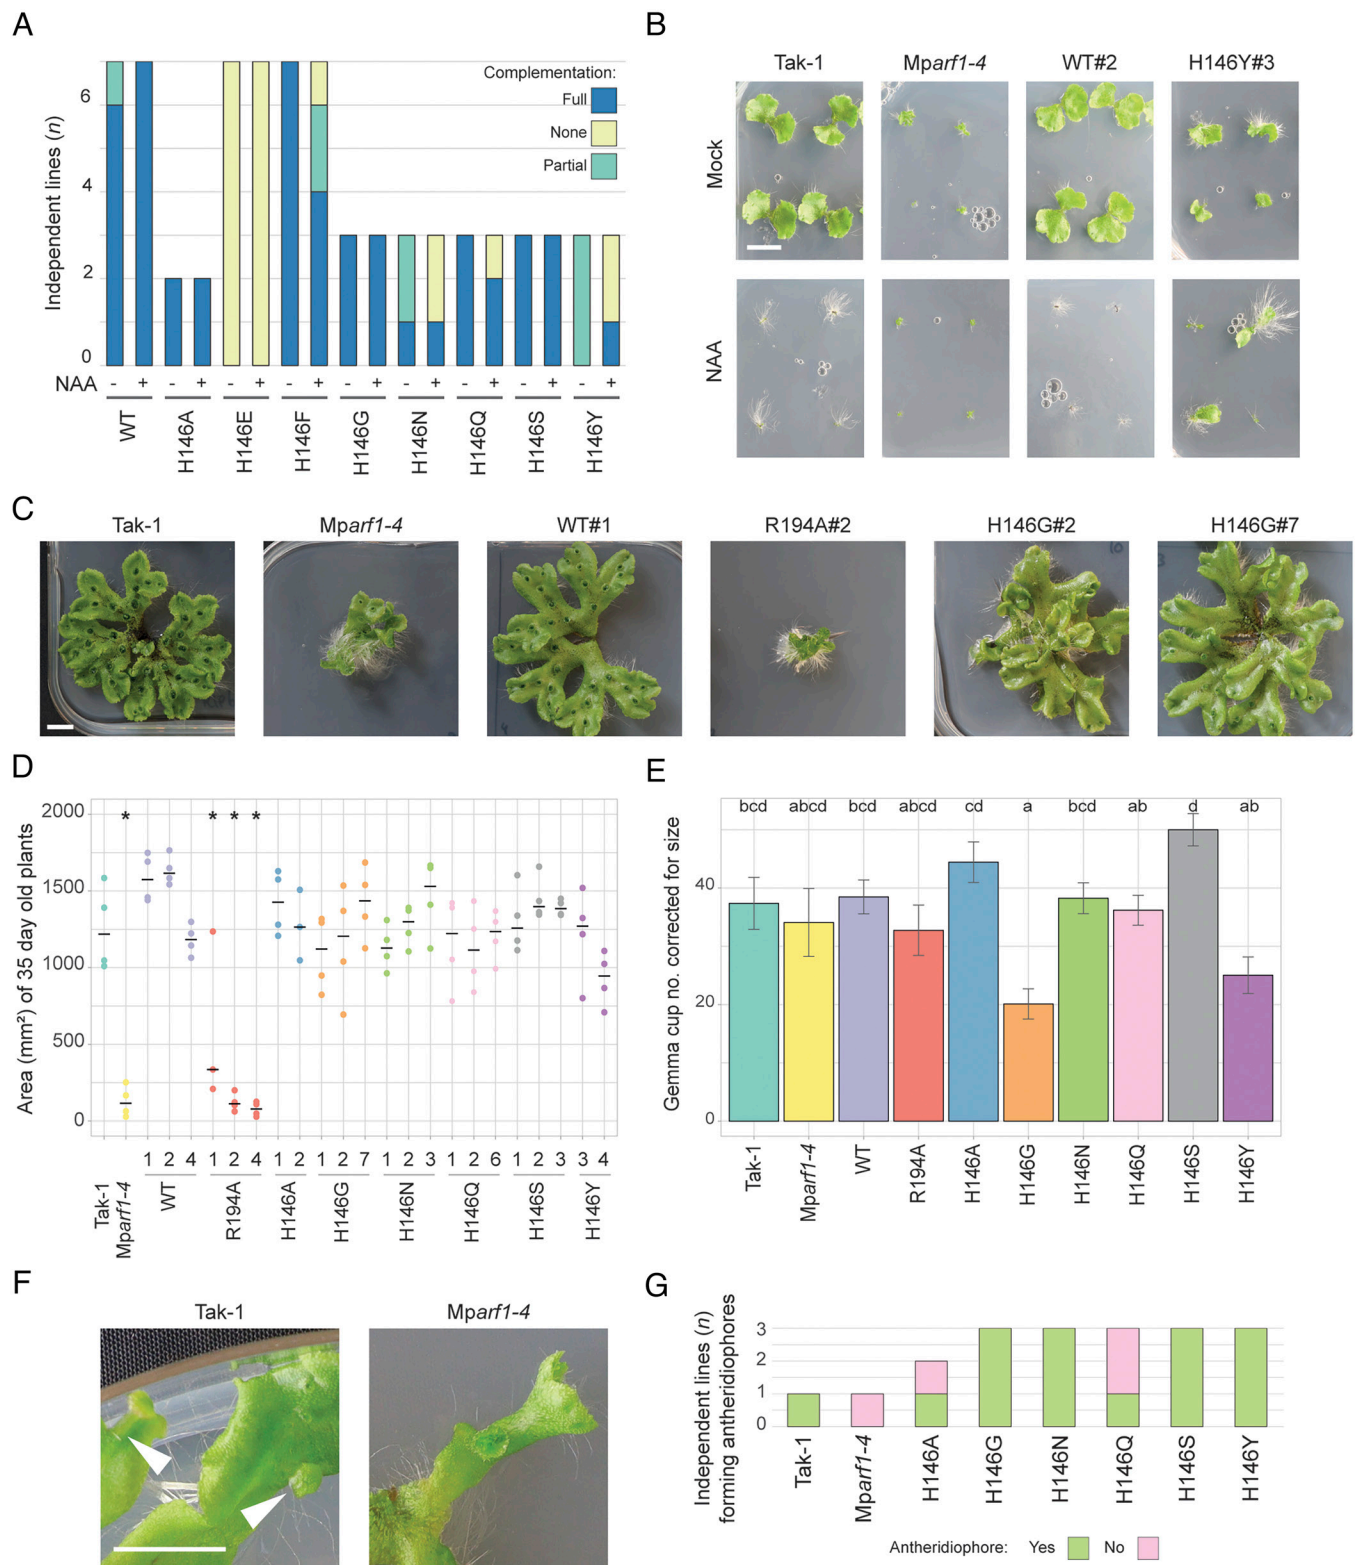 A
Independent lines (n)
6
4
2
0
Complementation:
Full
None
Partial
NAA - + - + - + - + - + - + - + - + - +
WT H146A H146E H146F H146G H146N H146Q H146S H146Y
B
Tak-1 Mparf1-4 WT#2 H146Y#3
Mock
NAA
C
Tak-1 Mparf1-4 WT#1 R194A#2 H146G#2 H146G#7
D
Area (mm²) of 35 day old plants
2000
1500
1000
500
0
* * * *
1 2 4 1 2 4 1 2 1 2 7 1 2 3 1 2 6 1 2 3 3 4
Tak-1 Mparf1-4 WT R194A H146A H146G H146N H146Q H146S H146Y
E
Gemma cup no. corrected for size
bcd abcd bcd abcd cd a bcd ab d ab
40
20
0
Tak-1 Mparf1-4 WT R194A H146A H146G H146N H146Q H146S H146Y
F
Tak-1 Mparf1-4
G
Independent lines (n)
forming antheridiophores
3
2
1
0
Tak-1 Mparf1-4 H146A H146G H146N H146Q H146S H146Y
Antheridiophore: Yes No